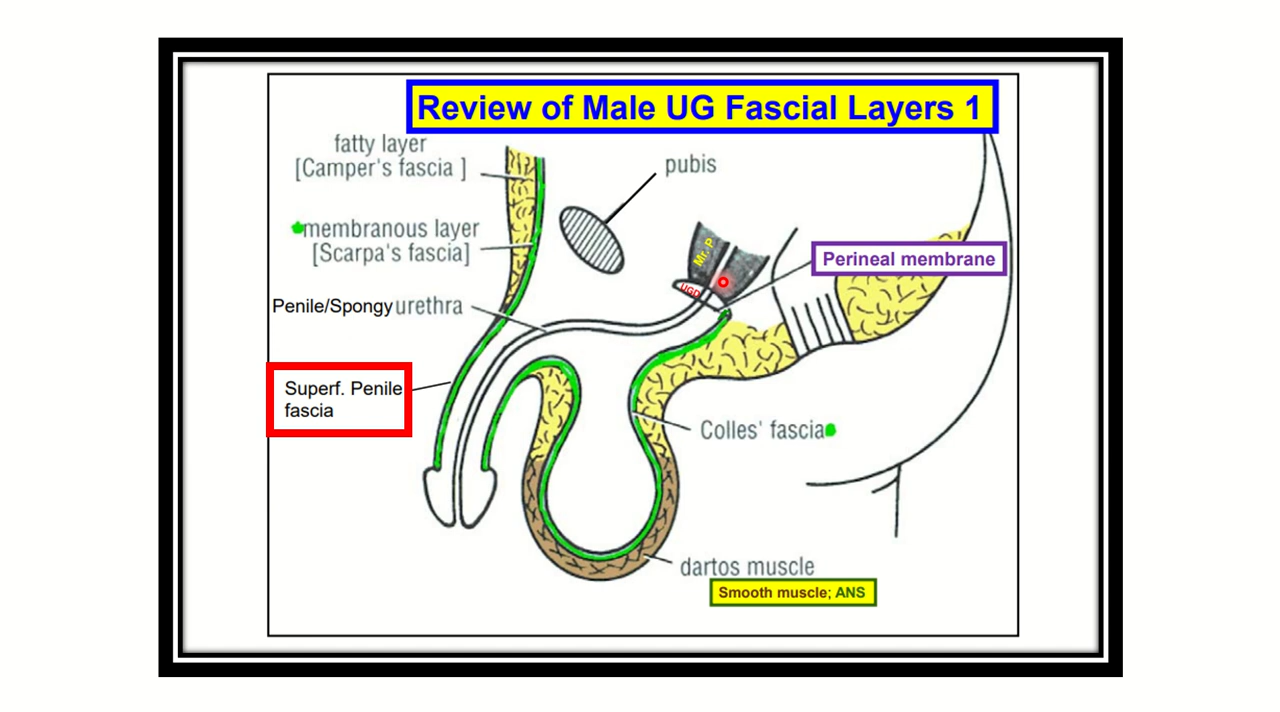 Review of Male UG Fascial Layers 1
fatty layer
[Camper's fascia ]
pubis
membranous layer
[Scarpa's fascia]
Mr. P
UGD
Perineal membrane
Penile/Spongy urethra
Superf. Penile
fascia
Colles' fascia
dartos muscle
Smooth muscle; ANS